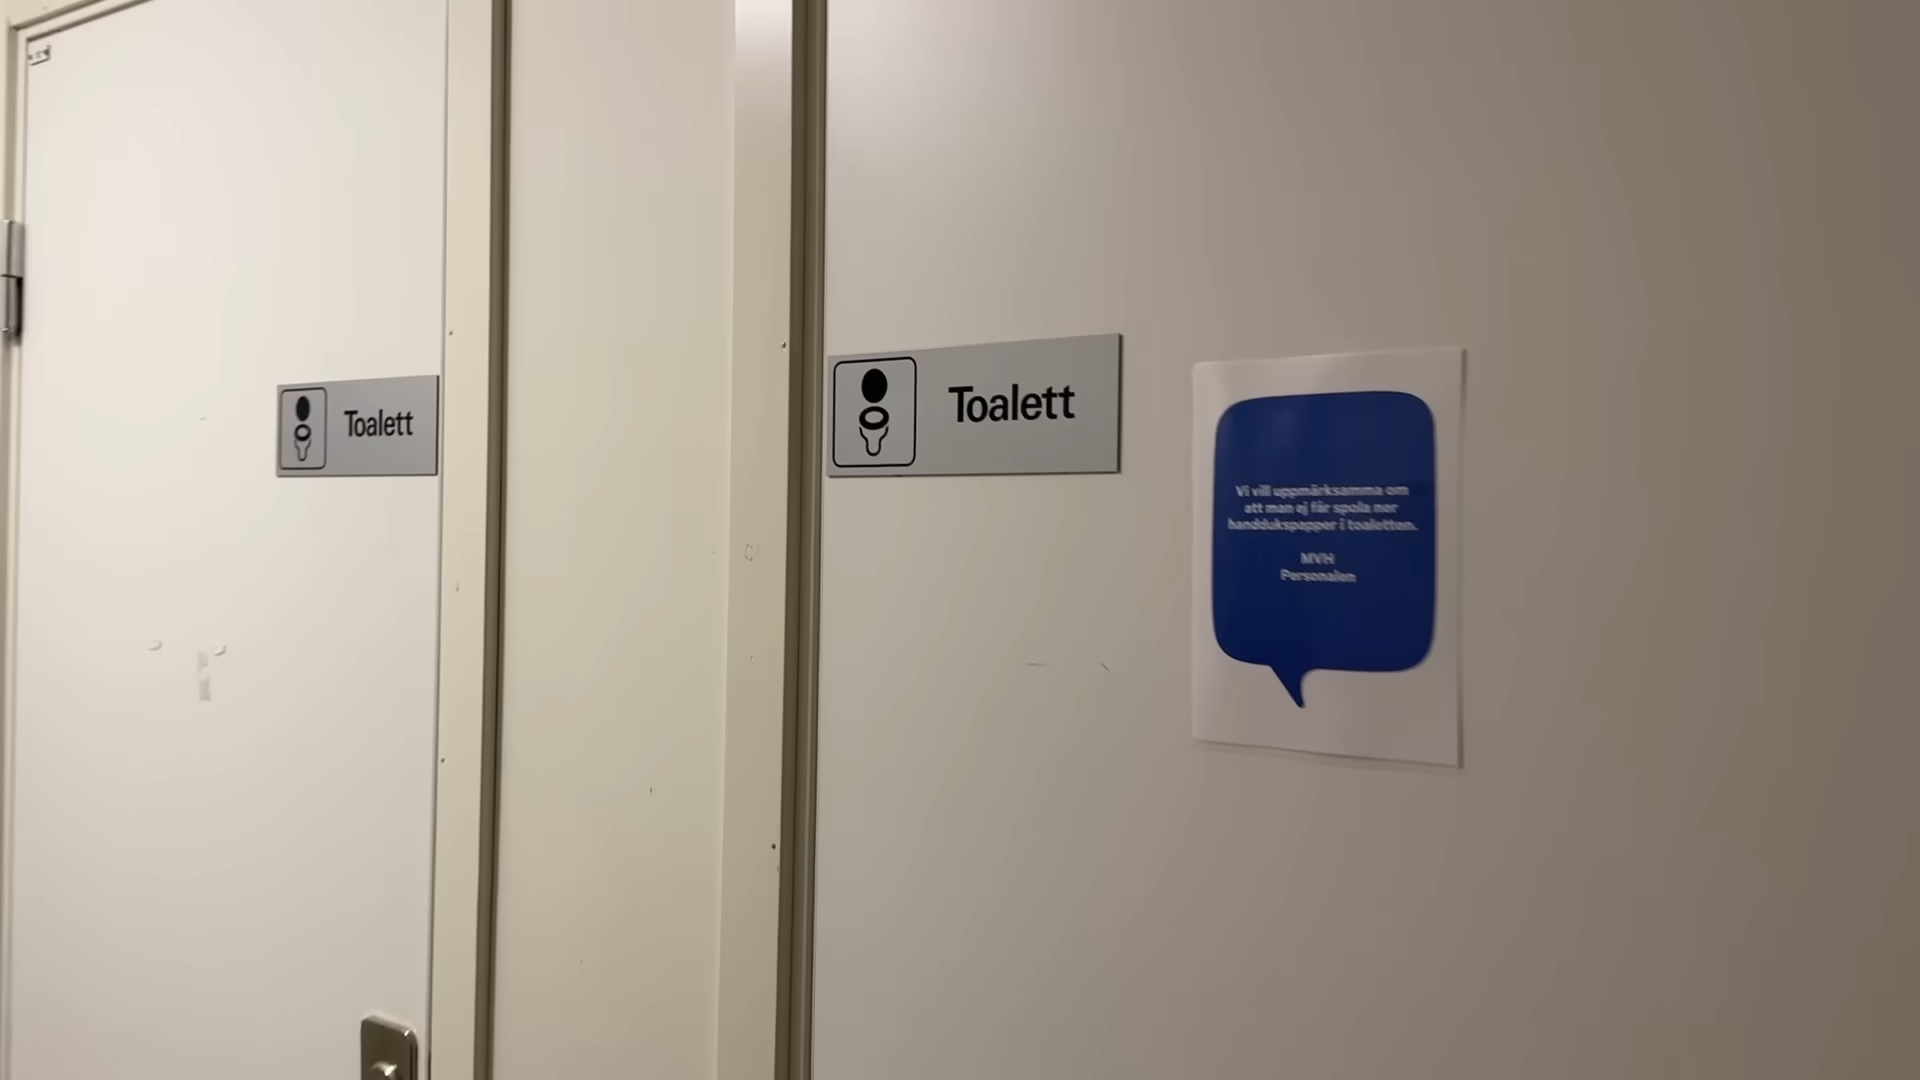 Toalett
Toalett
Vi vill uppmärksamma om
att man ej får spola ner
handdukspapper i toaletten.
MVH
Personalen